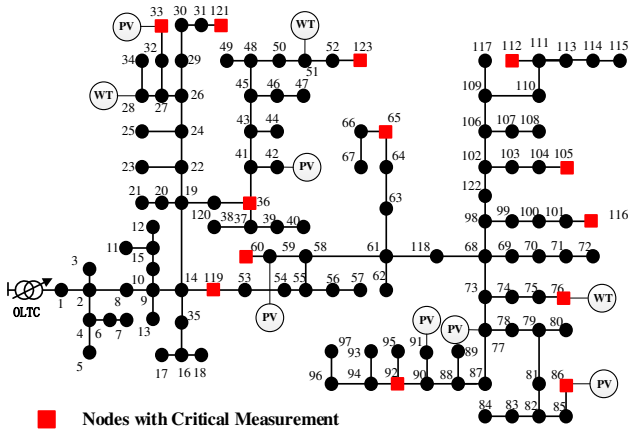 33 30 31 121
PV WT
32 49 48 50 52 123 117 112 111 113 114 115
34 29 51
WT 28 27 26 45 46 47 109 110
25 24 43 44 66 65 106 107 108
23 22 41 42 PV 67 64 102 103 104 105
21 20 19 36 63 122
120 38 37 39 40 98 99 100 101 116
12
11 60 59 58 61 118 68 69 70 71 72
3 15
10 14 119 62 73 74 75 76
OLTC 1 2 8 9 53 54 55 56 57 WT
4 6 7 13 35 PV PV PV 78 79 80
77
5 97 93 95 91 89
17 16 18 81 86 PV
96 94 92 90 88 87
84 83 82 85
Nodes with Critical Measurement